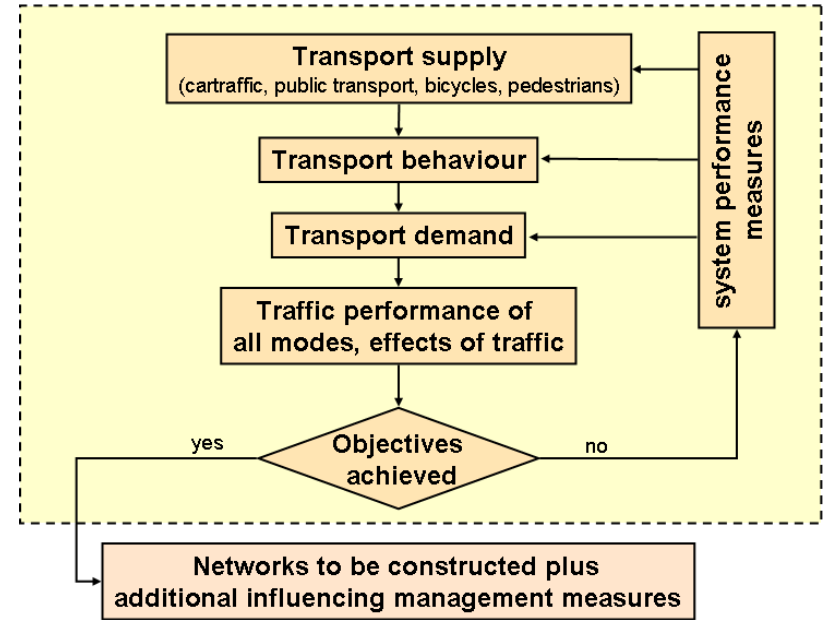 Transport supply
(cartraffic, public transport, bicycles, pedestrians)
Transport behaviour
Transport demand
Traffic performance of
all modes, effects of traffic
system performance
measures
Objectives
achieved
yes
no
Networks to be constructed plus
additional influencing management measures